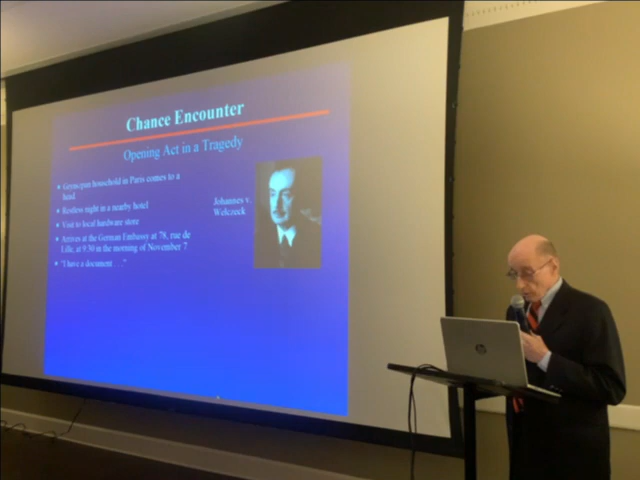 Chance Encounter
Opening Act in a Tragedy
Grynszpan household in Paris comes to a
head
Restless night in a nearby hotel
Visit to local hardware store
Arrives at the German Embassy at 78, rue de
Lille, at 9:30 in the morning of November 7
"I have a document . . ."
Johannes v.
Welczeck
hp